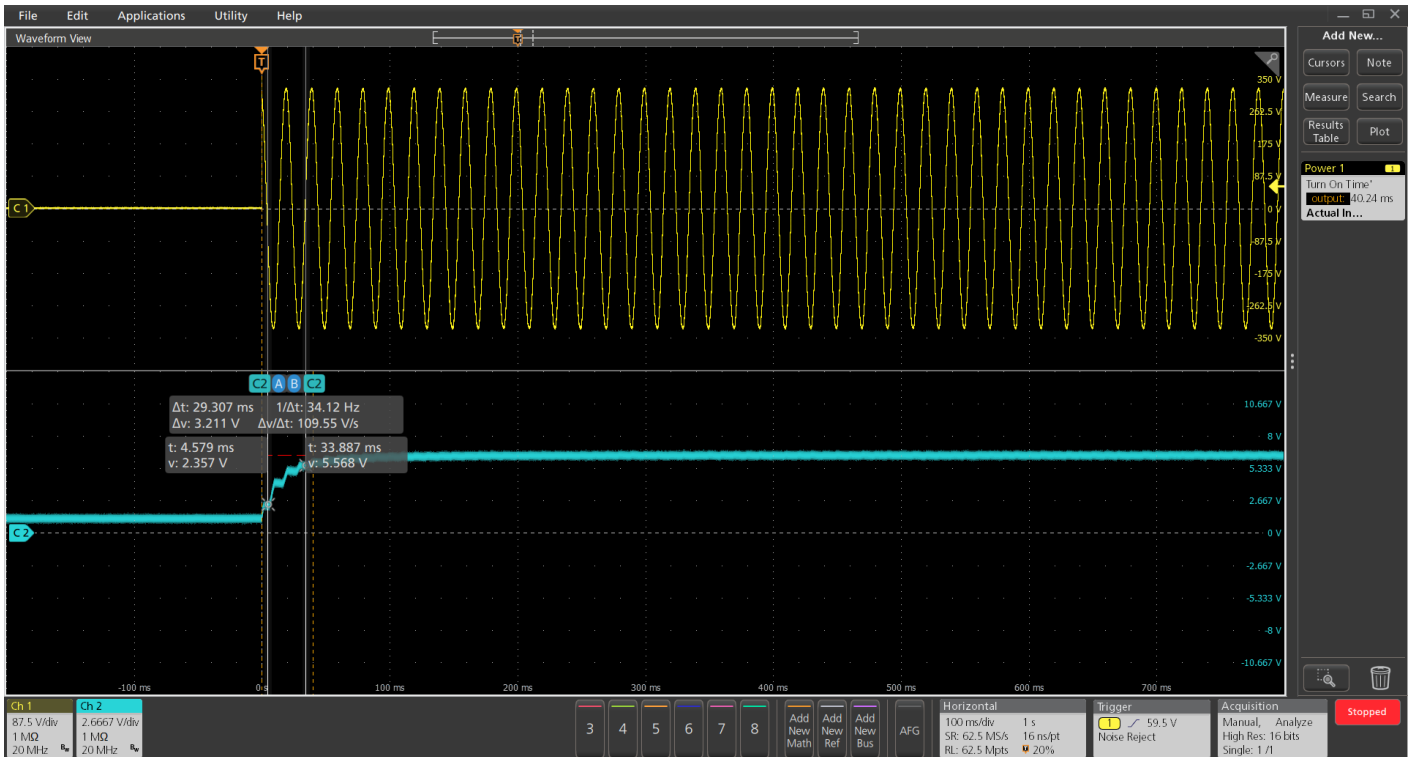 File Edit Applications Utility Help
Waveform View
T
T
350 V
262.5 V
175 V
87.5 V
C 1
0 V
-87.5 V
-175 V
-262.5 V
-350 V
C2 A B C2
Δt: 29.307 ms 1/Δt: 34.12 Hz
Δv: 3.211 V Δv/Δt: 109.55 V/s
t: 4.579 ms
v: 2.357 V
t: 33.887 ms
v: 5.568 V
10.667 V
8 V
5.333 V
2.667 V
C 2
0 V
-2.667 V
-5.333 V
-8 V
-10.667 V
-100 ms 0 s 100 ms 200 ms 300 ms 400 ms 500 ms 600 ms 700 ms
Add New...
Cursors Note
Measure Search
Results
Table
Plot
Power 1 1
Turn On Time'
output: 40.24 ms
Actual In...
Ch 1
87.5 V/div
1 MΩ
20 MHz Bw
Ch 2
2.6667 V/div
1 MΩ
20 MHz Bw
3 4 5 6 7 8
Add
New
Math
Add
New
Ref
Add
New
Bus
AFG
Horizontal
100 ms/div 1 s
SR: 62.5 MS/s 16 ns/pt
RL: 62.5 Mpts T 20%
Trigger
1 59.5 V
Noise Reject
Acquisition
Manual, Analyze
High Res: 16 bits
Single: 1 /1
Stopped